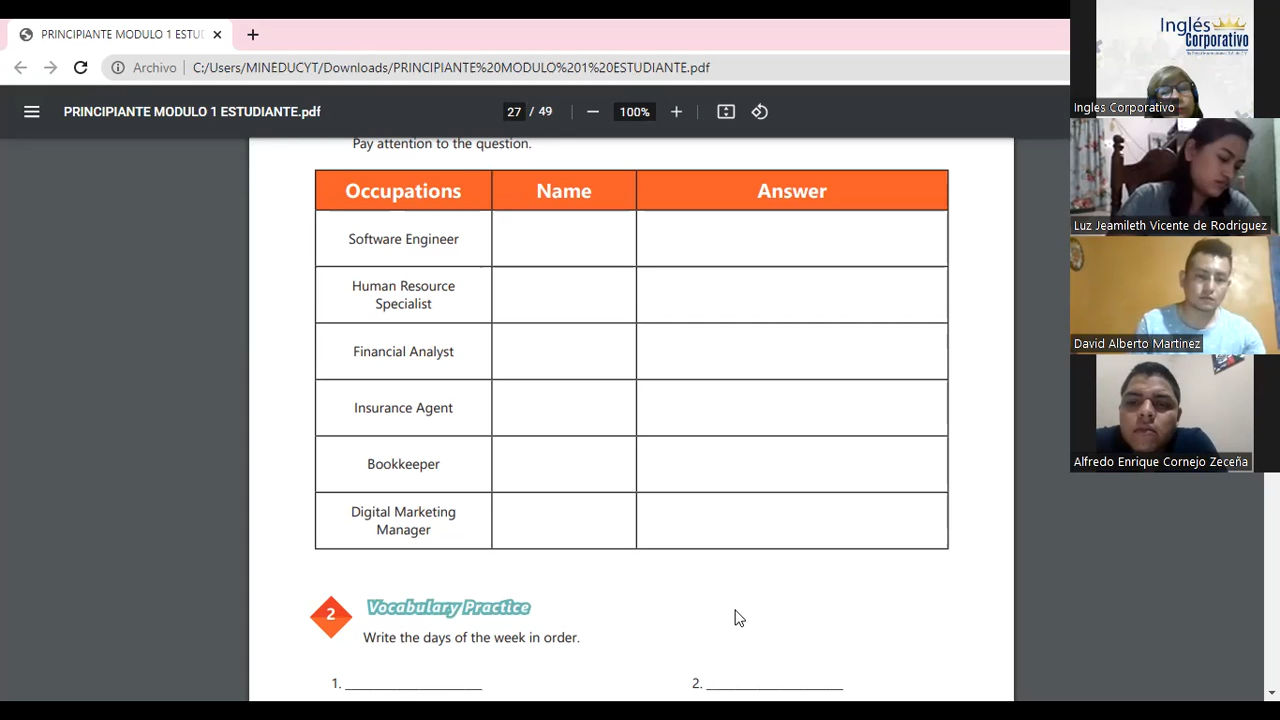 PRINCIPIANTE MODULO 1 ESTUD
Archivo
C:/Users/MINEDUCYT/Downloads/PRINCIPIANTE%20MODULO%201%20ESTUDIANTE.pdf
PRINCIPIANTE MODULO 1 ESTUDIANTE.pdf
27 / 49
100%
Pay attention to the question.
Occupations Name Answer
Software Engineer
Human Resource
Specialist
Financial Analyst
Insurance Agent
Bookkeeper
Digital Marketing
Manager
2 Vocabulary Practice
Write the days of the week in order.
1. ____________________ 2. ____________________
Inglés
Corporativo
Ingles Corporativo
Luz Jeamileth Vicente de Rodriguez
David Alberto Martinez
Alfredo Enrique Cornejo Zeceña